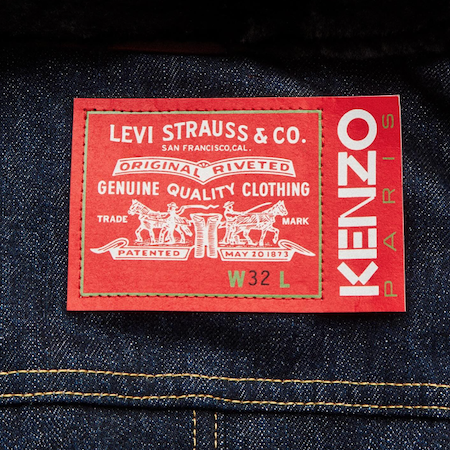 LEVI STRAUSS & CO.
SAN FRANCISCO, CAL.
ORIGINAL RIVETED
GENUINE QUALITY CLOTHING
TRADE MARK
PATENTED MAY 20 1873
W32 L
KENZO
PARIS